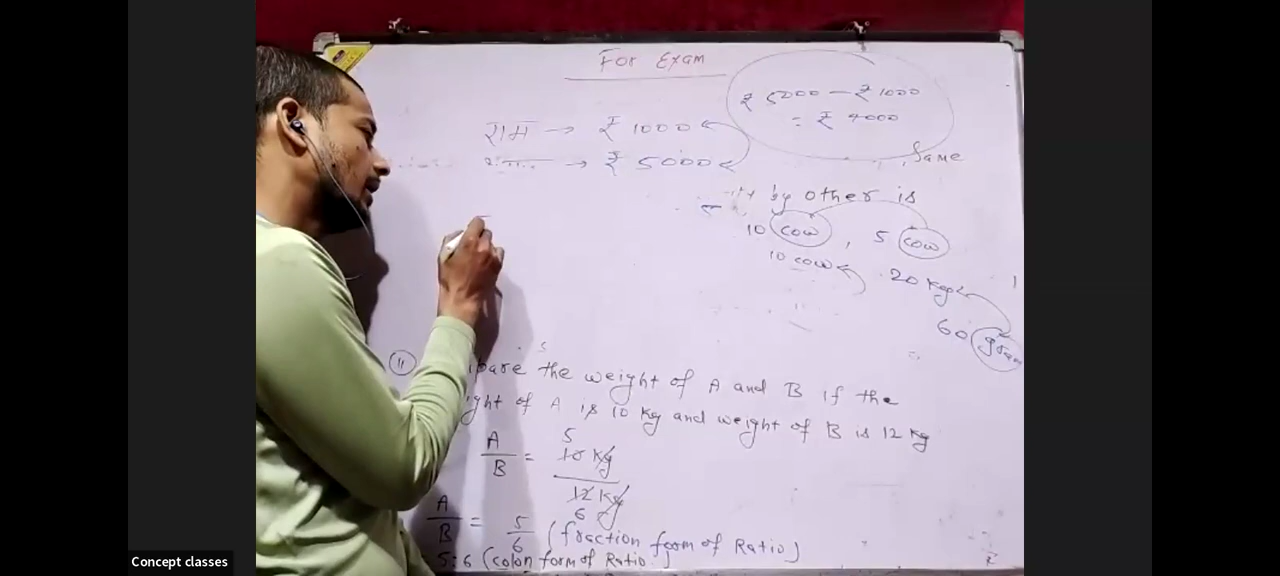 For Exam
₹ 5000 - ₹ 1000
= ₹ 4000
राम → ₹ 1000
→ ₹ 5000
Same
by other is
10 cow, 5 cow
10 cow
20 kg
60 gram
(ii) the weight of A and B if the
of A is 10 kg and weight of B is 12 kg
A/B = 5 10 kg / 12 kg 6
A/B = 5/6 (fraction form of Ratio)
5:6 (colon form of Ratio)
Concept classes